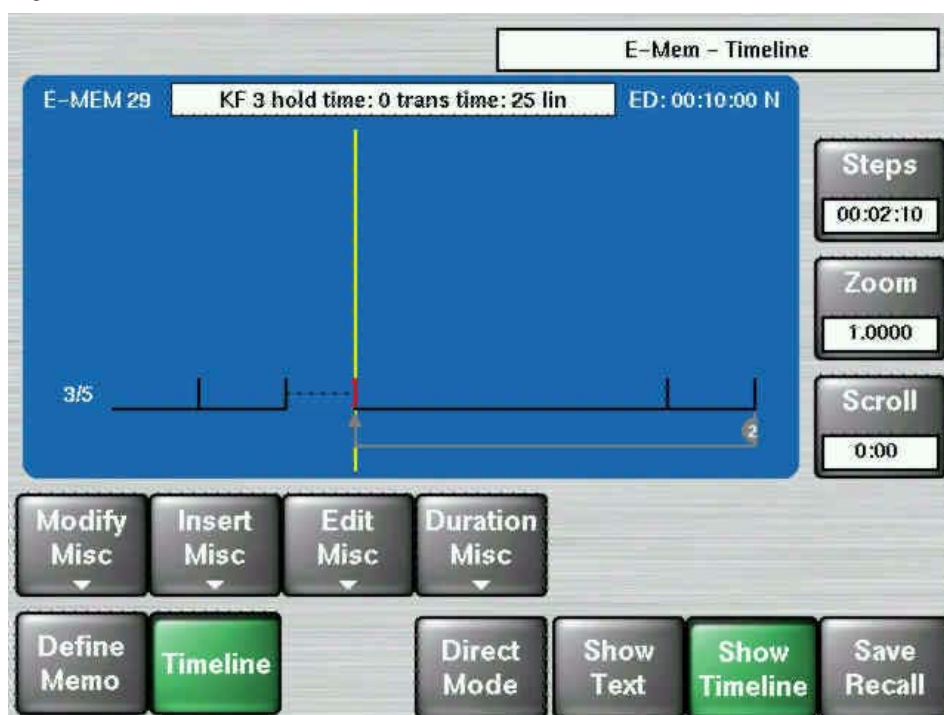 E-Mem - Timeline
E-MEM 29
KF 3 hold time: 0 trans time: 25 lin
ED: 00:10:00 N
Steps
00:02:10
Zoom
1.0000
3/5
2
Scroll
0:00
Modify
Misc
Insert
Misc
Edit
Misc
Duration
Misc
Define
Memo
Timeline
Direct
Mode
Show
Text
Show
Timeline
Save
Recall